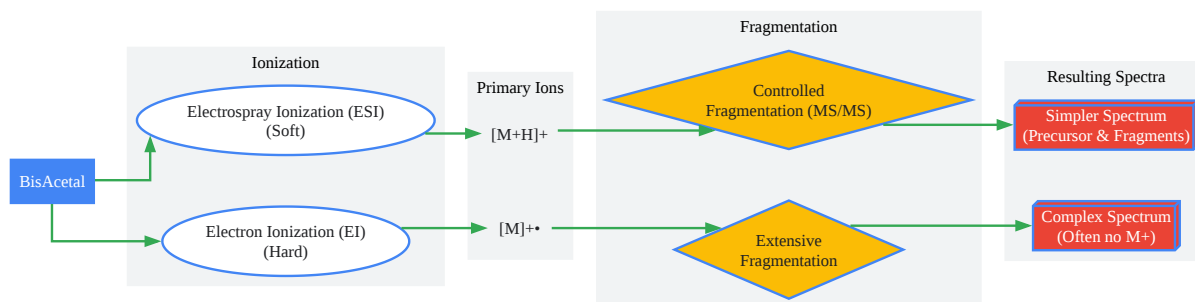 Ionization
Primary Ions
Fragmentation
Resulting Spectra
BisAcetal
Electrospray Ionization (ESI)
(Soft)
[M+H]+
Controlled
Fragmentation (MS/MS)
Simpler Spectrum
(Precursor & Fragments)
Electron Ionization (EI)
(Hard)
[M]+•
Extensive
Fragmentation
Complex Spectrum
(Often no M+)